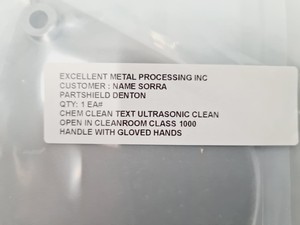 EXCELLENT METAL PROCESSING INC
CUSTOMER : NAME SORRA
PARTSHIELD DENTON
QTY: 1 EA#
CHEM CLEAN TEXT ULTRASONIC CLEAN
OPEN IN CLEANROOM CLASS 1000
HANDLE WITH GLOVED HANDS